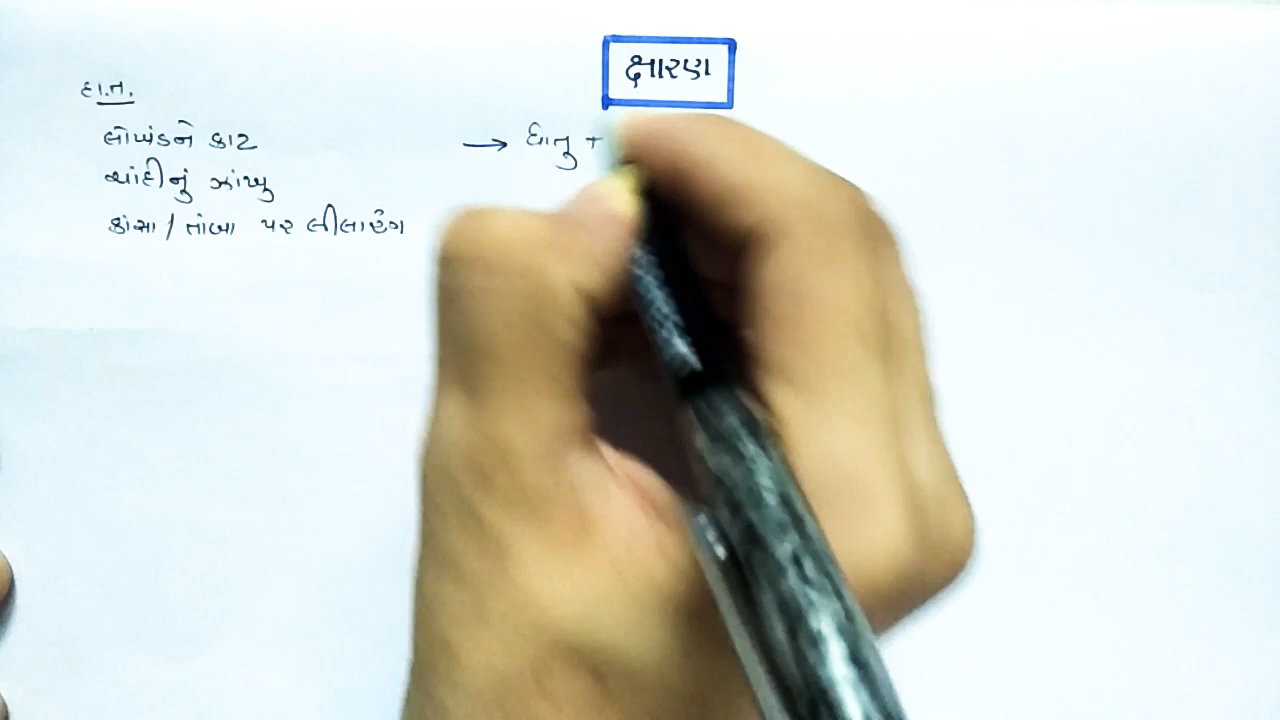 ક્ષારણ
દા.ત.
લોખંડને કાટ
ચાંદીનું ઝાંખુ
કાંસા / તાંબા પર લીલારંગ
→ ધાતુ +